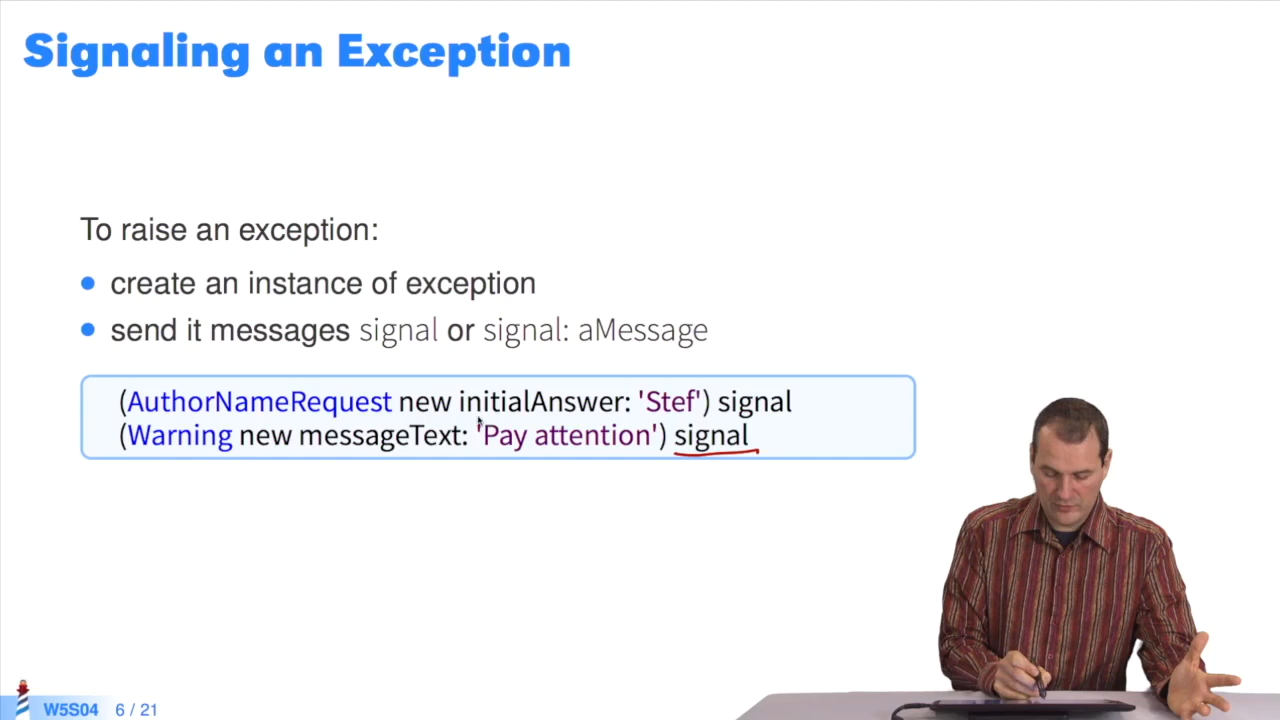 Signaling an Exception
To raise an exception:
create an instance of exception
send it messages signal or signal: aMessage
(AuthorNameRequest new initialAnswer: 'Stef') signal
(Warning new messageText: 'Pay attention') signal
W5S04 6 / 21